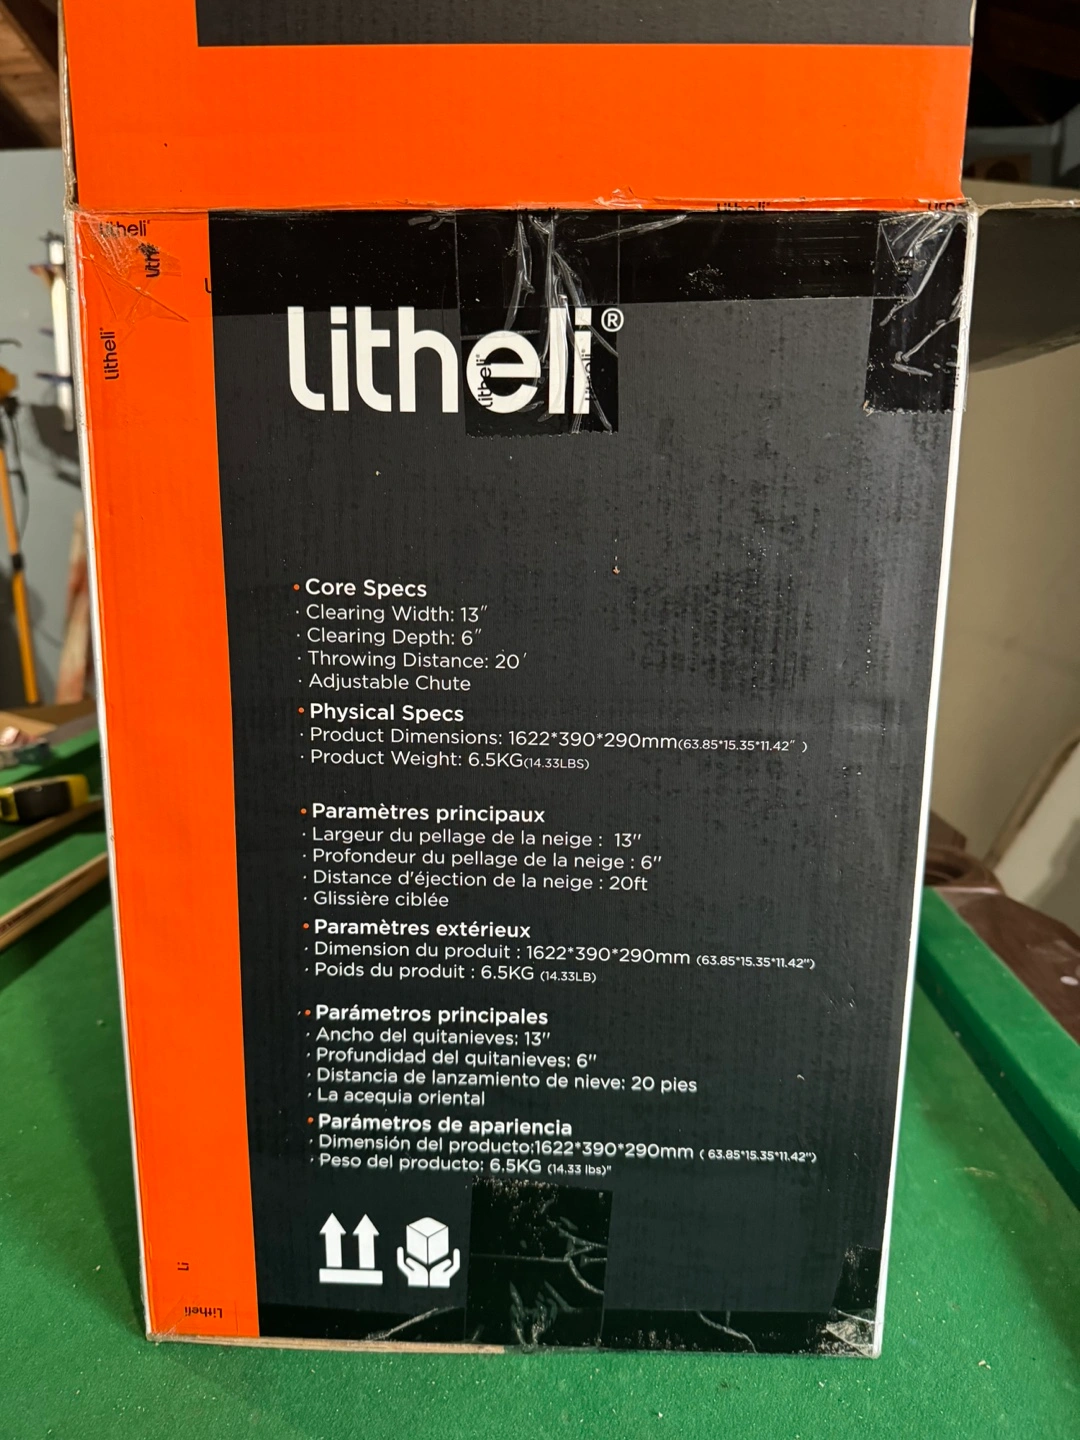 Litheli
Litheli
Litheli
Litheli
Litheli®
Litheli
• Core Specs
· Clearing Width: 13"
· Clearing Depth: 6"
· Throwing Distance: 20'
· Adjustable Chute
• Physical Specs
· Product Dimensions: 1622*390*290mm(63.85*15.35*11.42" )
· Product Weight: 6.5KG(14.33LBS)
• Paramètres principaux
· Largeur du pellage de la neige : 13"
· Profondeur du pellage de la neige : 6"
· Distance d'éjection de la neige : 20ft
· Glissière ciblée
• Paramètres extérieux
· Dimension du produit : 1622*390*290mm (63.85*15.35*11.42")
· Poids du produit : 6.5KG (14.33LB)
• Parámetros principales
· Ancho del quitanieves: 13"
· Profundidad del quitanieves: 6"
· Distancia de lanzamiento de nieve: 20 pies
· La acequia oriental
• Parámetros de apariencia
· Dimensión del producto:1622*390*290mm ( 63.85*15.35*11.42")
· Peso del producto: 6.5KG (14.33 lbs)"
Litheli